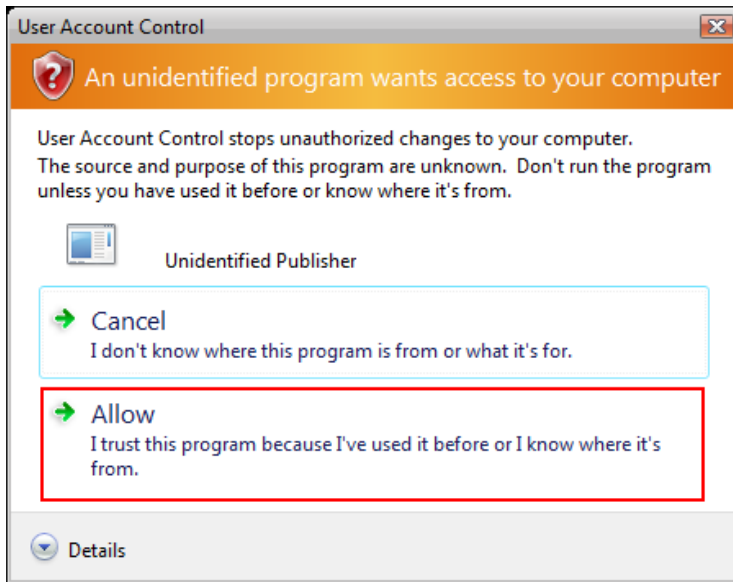 User Account Control
An unidentified program wants access to your computer
User Account Control stops unauthorized changes to your computer.
The source and purpose of this program are unknown.  Don't run the program
unless you have used it before or know where it's from.
Unidentified Publisher
Cancel
I don't know where this program is from or what it's for.
Allow
I trust this program because I've used it before or I know where it's
from.
Details